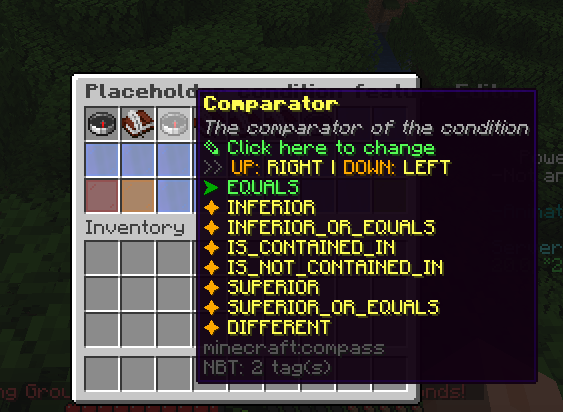 Placehold
Comparator
The comparator of the condition
Click here to change
>> UP: RIGHT | DOWN: LEFT
➤ EQUALS
✦ INFERIOR
✦ INFERIOR_OR_EQUALS
✦ IS_CONTAINED_IN
✦ IS_NOT_CONTAINED_IN
✦ SUPERIOR
✦ SUPERIOR_OR_EQUALS
✦ DIFFERENT
minecraft:compass
NBT: 2 tag(s)
Inventory